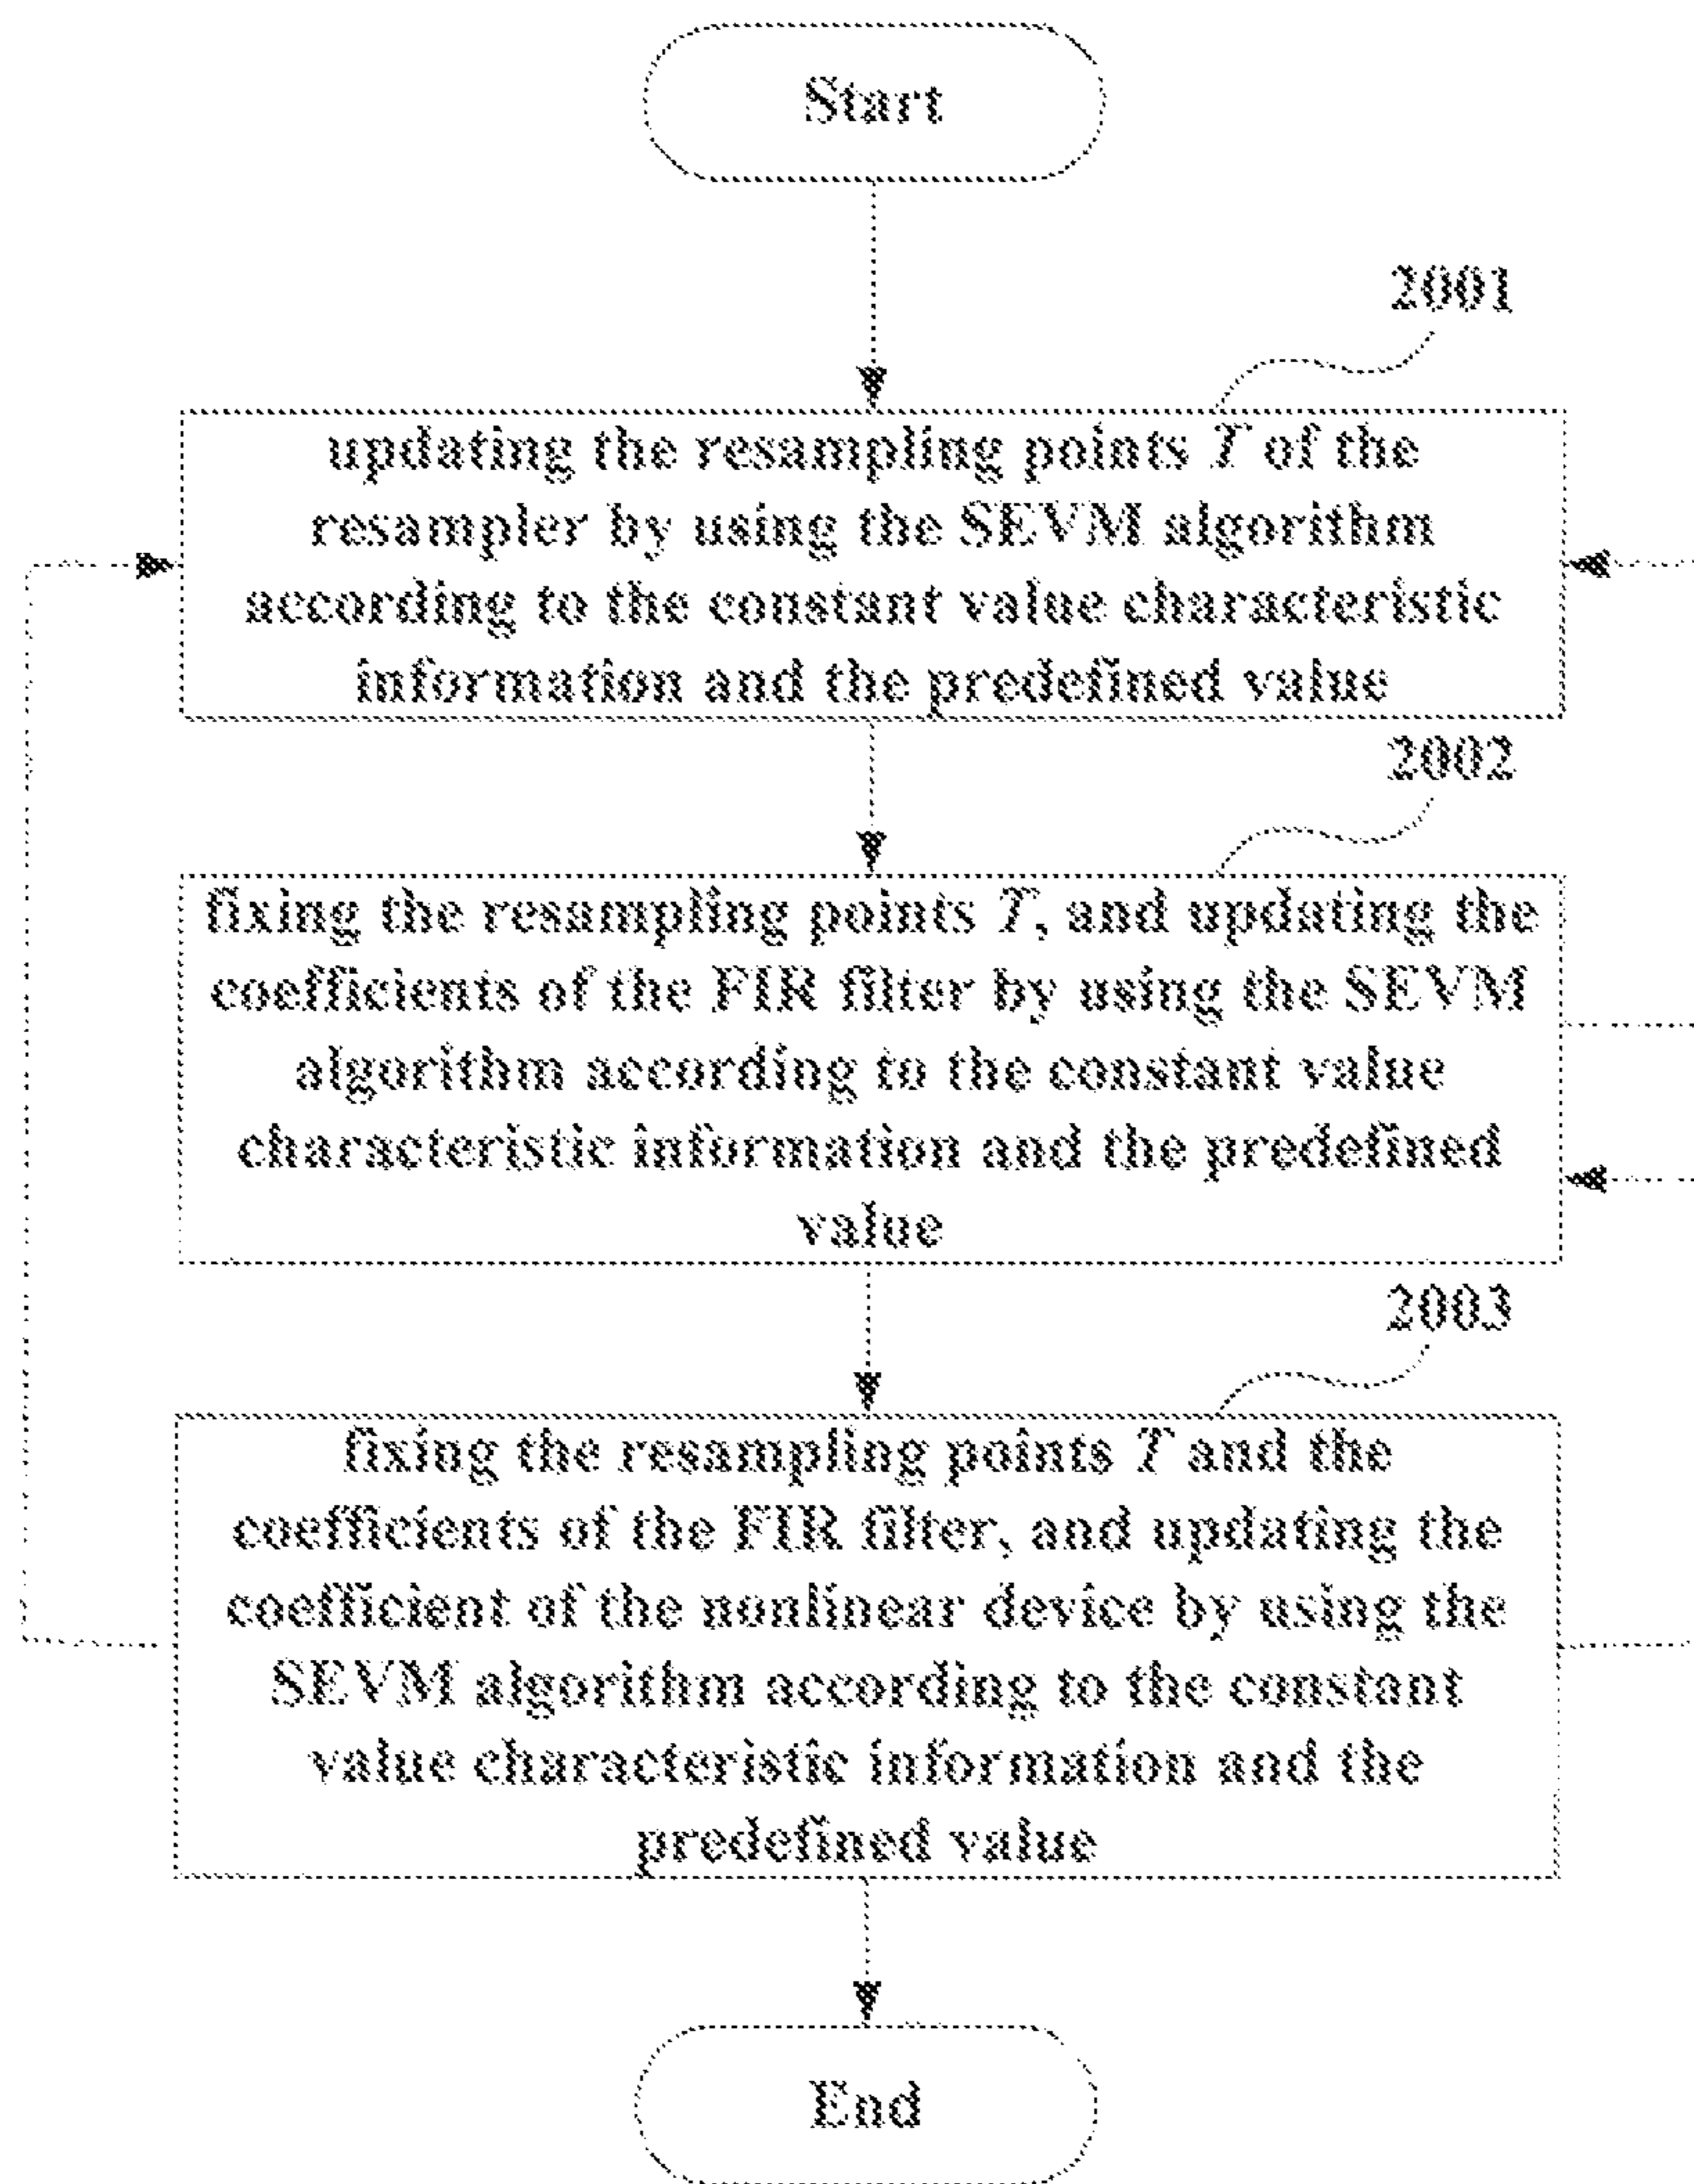 Start
2001
updating the resampling points T of the
resampler by using the SEVM algorithm
according to the constant value characteristic
information and the predefined value
2002
fixing the resampling points T, and updating the
coefficients of the FIR filter by using the SEVM
algorithm according to the constant value
characteristic information and the predefined
value
2003
fixing the resampling points T and the
coefficients of the FIR filter, and updating the
coefficient of the nonlinear device by using the
SEVM algorithm according to the constant
value characteristic information and the
predefined value
End